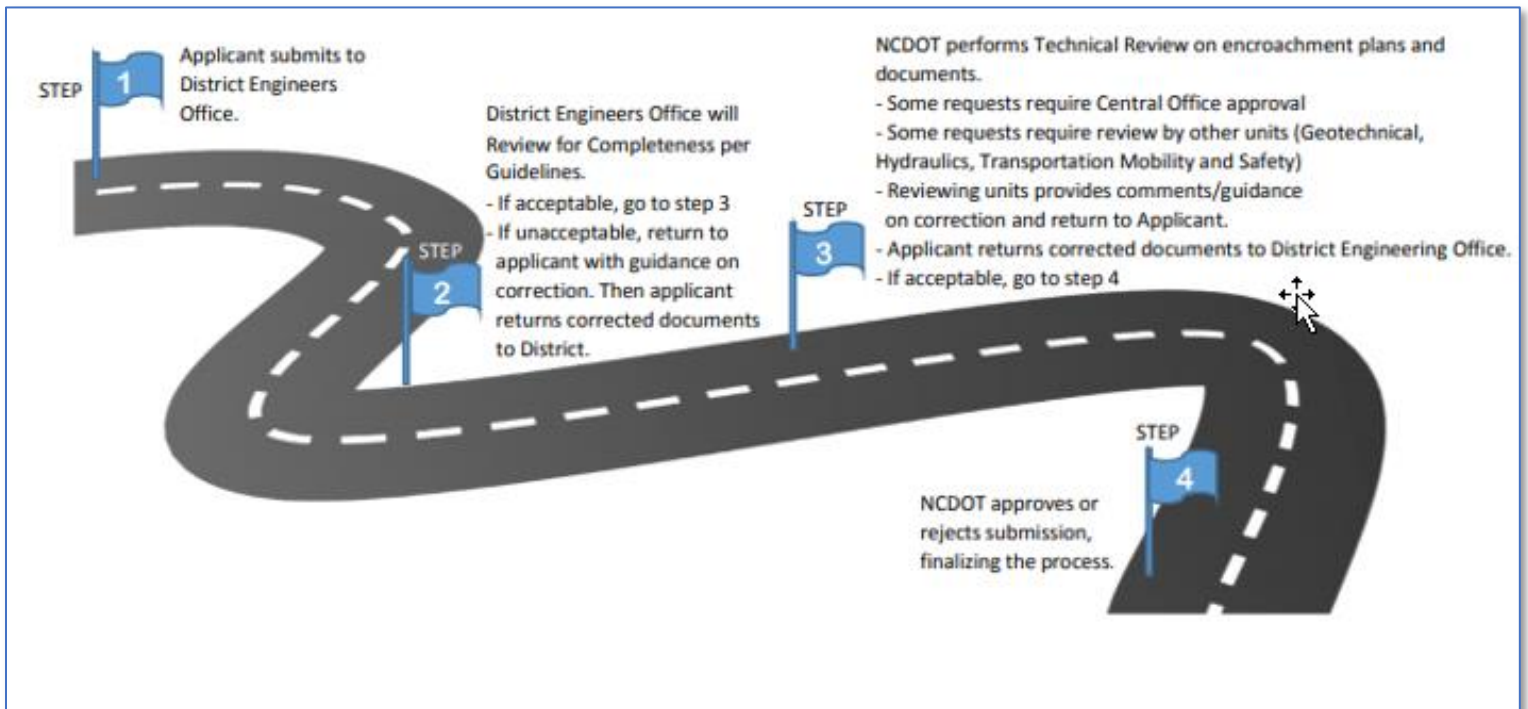 STEP
1
Applicant submits to
District Engineers
Office.
STEP
2
District Engineers Office will
Review for Completeness per
Guidelines.
- If acceptable, go to step 3
- If unacceptable, return to
applicant with guidance on
correction. Then applicant
returns corrected documents
to District.
STEP
3
NCDOT performs Technical Review on encroachment plans and
documents.
- Some requests require Central Office approval
- Some requests require review by other units (Geotechnical,
Hydraulics, Transportation Mobility and Safety)
- Reviewing units provides comments/guidance
on correction and return to Applicant.
- Applicant returns corrected documents to District Engineering Office.
- If acceptable, go to step 4
STEP
4
NCDOT approves or
rejects submission,
finalizing the process.